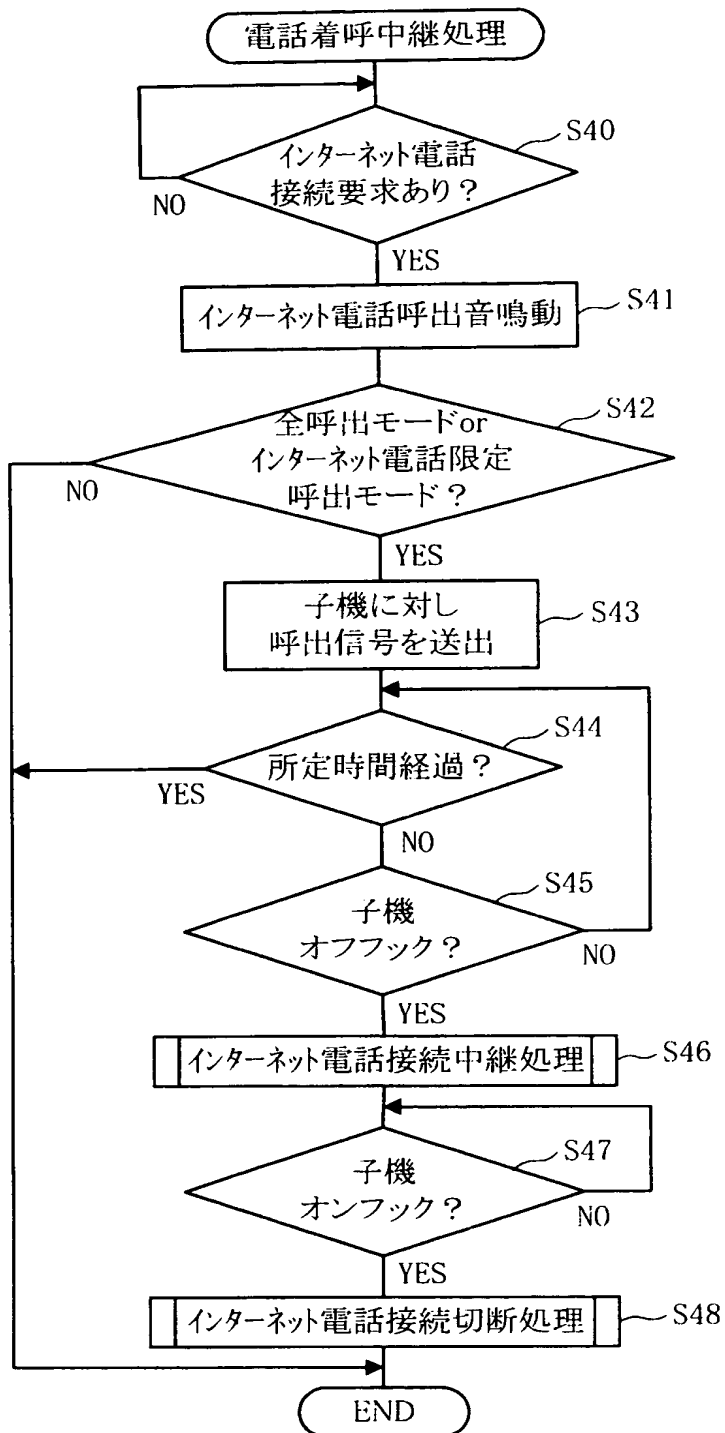 電話着呼中継処理
S40
インターネット電話
接続要求あり？
NO
YES
S41
インターネット電話呼出音鳴動
S42
全呼出モードor
インターネット電話限定
呼出モード？
NO
YES
子機に対し
呼出信号を送出
S43
S44
所定時間経過？
YES
NO
S45
子機
オフフック？
NO
YES
インターネット電話接続中継処理
S46
S47
子機
オンフック？
NO
YES
インターネット電話接続切断処理
S48
END